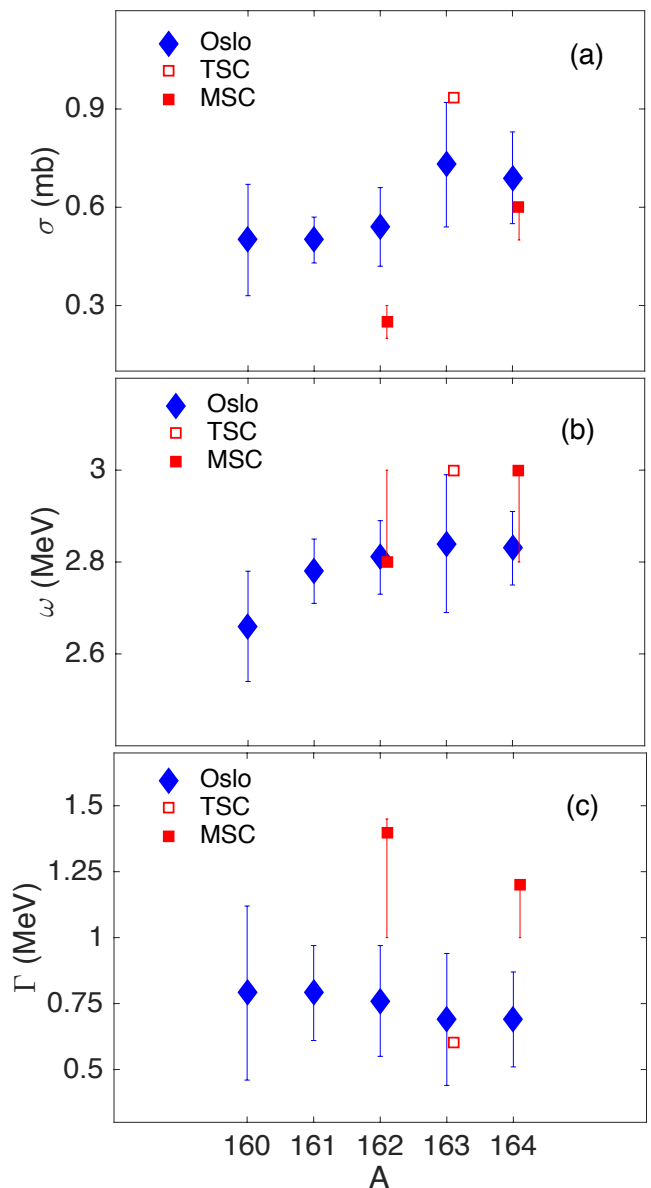 Oslo
TSC
MSC
(a)
0.9
0.6
0.3
σ (mb)
Oslo
TSC
MSC
(b)
3
2.8
2.6
ω (MeV)
Oslo
TSC
MSC
(c)
1.5
1.25
1
0.75
0.5
Γ (MeV)
160 161 162 163 164
A